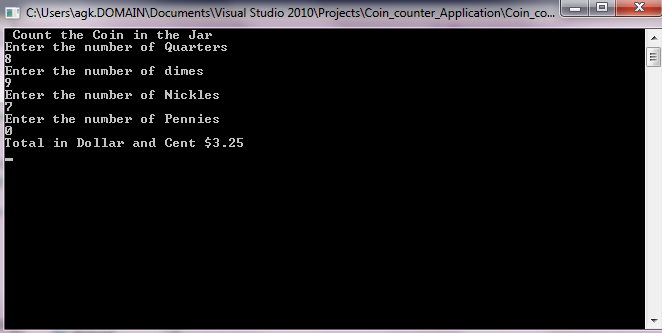 C:\Users\agk.DOMAIN\Documents\Visual Studio 2010\Projects\Coin_counter_Application\Coin_co...
Count the Coin in the Jar
Enter the number of Quarters
8
Enter the number of dimes
9
Enter the number of Nickles
7
Enter the number of Pennies
0
Total in Dollar and Cent $3.25